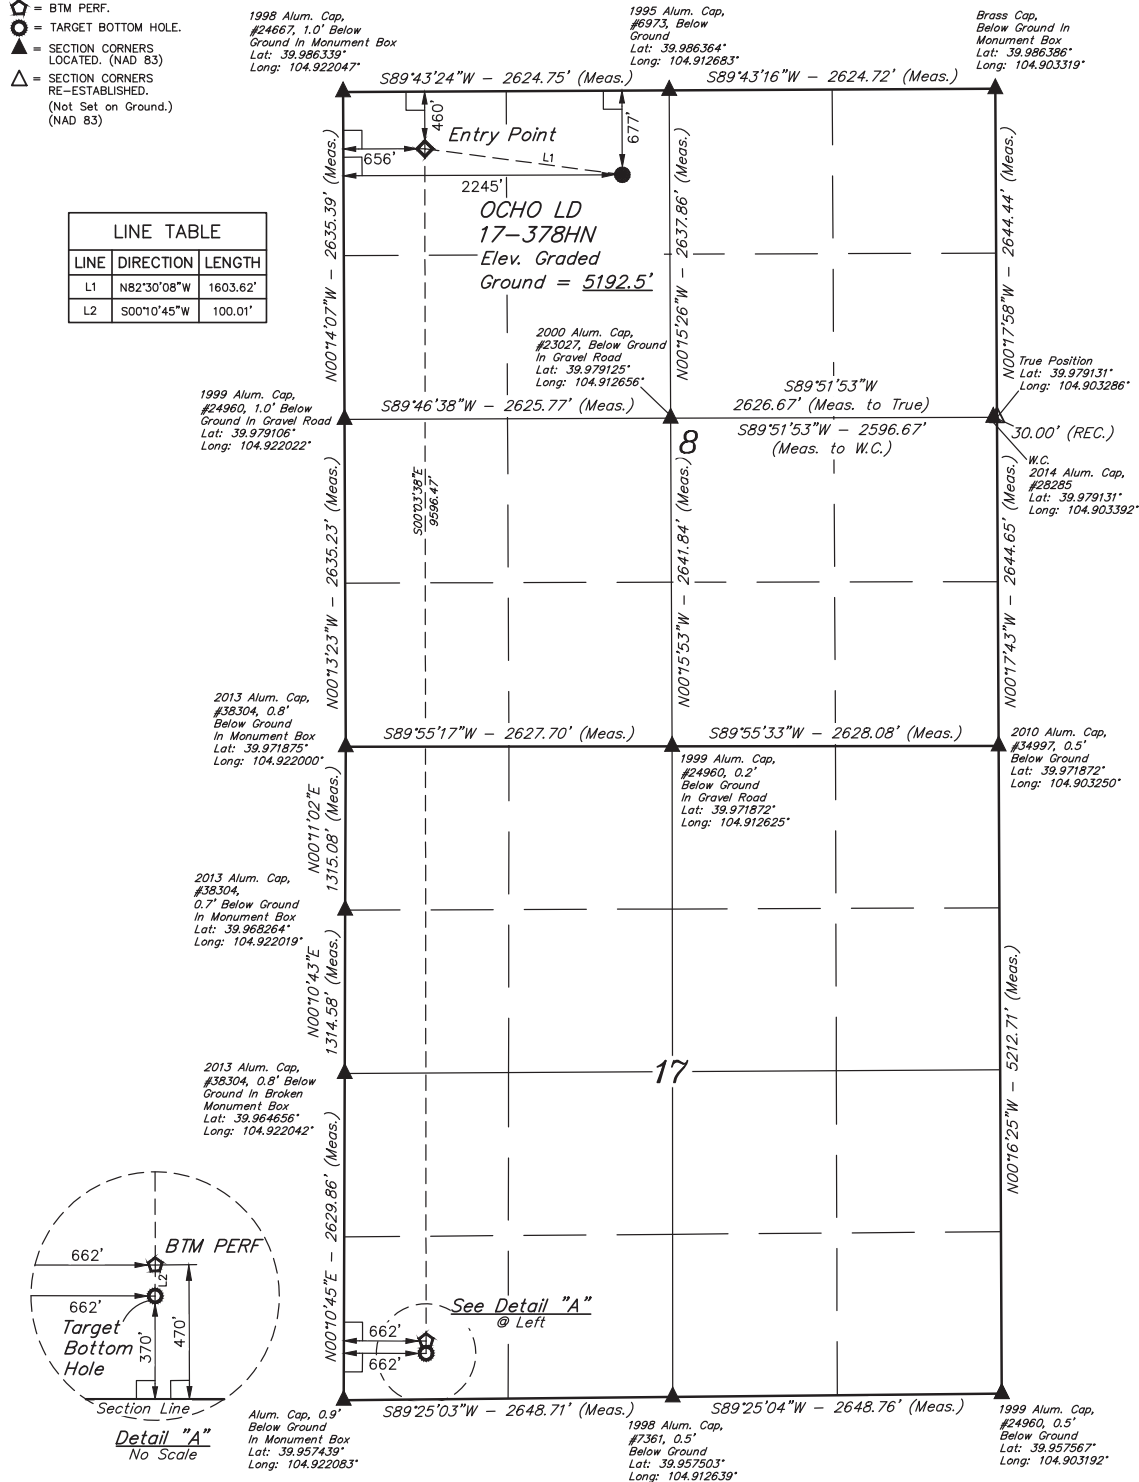 = BTM PERF.
= TARGET BOTTOM HOLE.
= SECTION CORNERS
LOCATED. (NAD 83)
= SECTION CORNERS
RE-ESTABLISHED.
(Not Set on Ground.)
(NAD 83)
1998 Alum. Cap,
#24667, 1.0' Below
Ground In Monument Box
Lat: 39.986339°
Long: 104.922047°
1995 Alum. Cap,
#6973, Below
Ground
Lat: 39.986364°
Long: 104.912683°
Brass Cap,
Below Ground In
Monument Box
Lat: 39.986386°
Long: 104.903319°
S89°43'24"W - 2624.75' (Meas.)
S89°43'16"W - 2624.72' (Meas.)
460'
677'
Entry Point
656'
L1
2245'
OCHO LD
17-378HN
Elev. Graded
Ground = 5192.5'
LINE TABLE
LINE DIRECTION LENGTH
L1 N82°30'08"W 1603.62'
L2 S00°10'45"W 100.01'
N00°14'07"W - 2635.39' (Meas.)
N00°15'26"W - 2637.86' (Meas.)
N00°17'58"W - 2644.44' (Meas.)
2000 Alum. Cap,
#23027, Below Ground
In Gravel Road
Lat: 39.979125°
Long: 104.912656°
True Position
Lat: 39.979131°
Long: 104.903286°
1999 Alum. Cap,
#24960, 1.0' Below
Ground In Gravel Road
Lat: 39.979106°
Long: 104.922022°
S89°46'38"W - 2625.77' (Meas.)
S89°51'53"W
2626.67' (Meas. to True)
S89°51'53"W - 2596.67'
(Meas. to W.C.)
8
30.00' (REC.)
W.C.
2014 Alum. Cap,
#28285
Lat: 39.979131°
Long: 104.903392°
S00°03'38"E
9596.47'
N00°13'23"W - 2635.23' (Meas.)
N00°15'53"W - 2641.84' (Meas.)
N00°17'43"W - 2644.65' (Meas.)
2013 Alum. Cap,
#38304, 0.8'
Below Ground
In Monument Box
Lat: 39.971875°
Long: 104.922000°
S89°55'17"W - 2627.70' (Meas.)
S89°55'33"W - 2628.08' (Meas.)
2010 Alum. Cap,
#34997, 0.5'
Below Ground
Lat: 39.971872°
Long: 104.903250°
1999 Alum. Cap,
#24960, 0.2'
Below Ground
In Gravel Road
Lat: 39.971872°
Long: 104.912625°
N00°11'02"E
1315.08' (Meas.)
2013 Alum. Cap,
#38304,
0.7' Below Ground
In Monument Box
Lat: 39.968264°
Long: 104.922019°
N00°10'43"E
1314.58' (Meas.)
N00°16'25"W - 5212.71' (Meas.)
2013 Alum. Cap,
#38304, 0.8' Below
Ground In Broken
Monument Box
Lat: 39.964656°
Long: 104.922042°
17
N00°10'45"E - 2629.86' (Meas.)
662'
BTM PERF
L2
662'
Target
Bottom
Hole
370'
470'
Section Line
Detail "A"
No Scale
See Detail "A"
@ Left
662'
662'
S89°25'03"W - 2648.71' (Meas.)
S89°25'04"W - 2648.76' (Meas.)
Alum. Cap, 0.9'
Below Ground
In Monument Box
Lat: 39.957439°
Long: 104.922083°
1998 Alum. Cap,
#7361, 0.5'
Below Ground
Lat: 39.957503°
Long: 104.912639°
1999 Alum. Cap,
#24960, 0.5'
Below Ground
Lat: 39.957567°
Long: 104.903192°